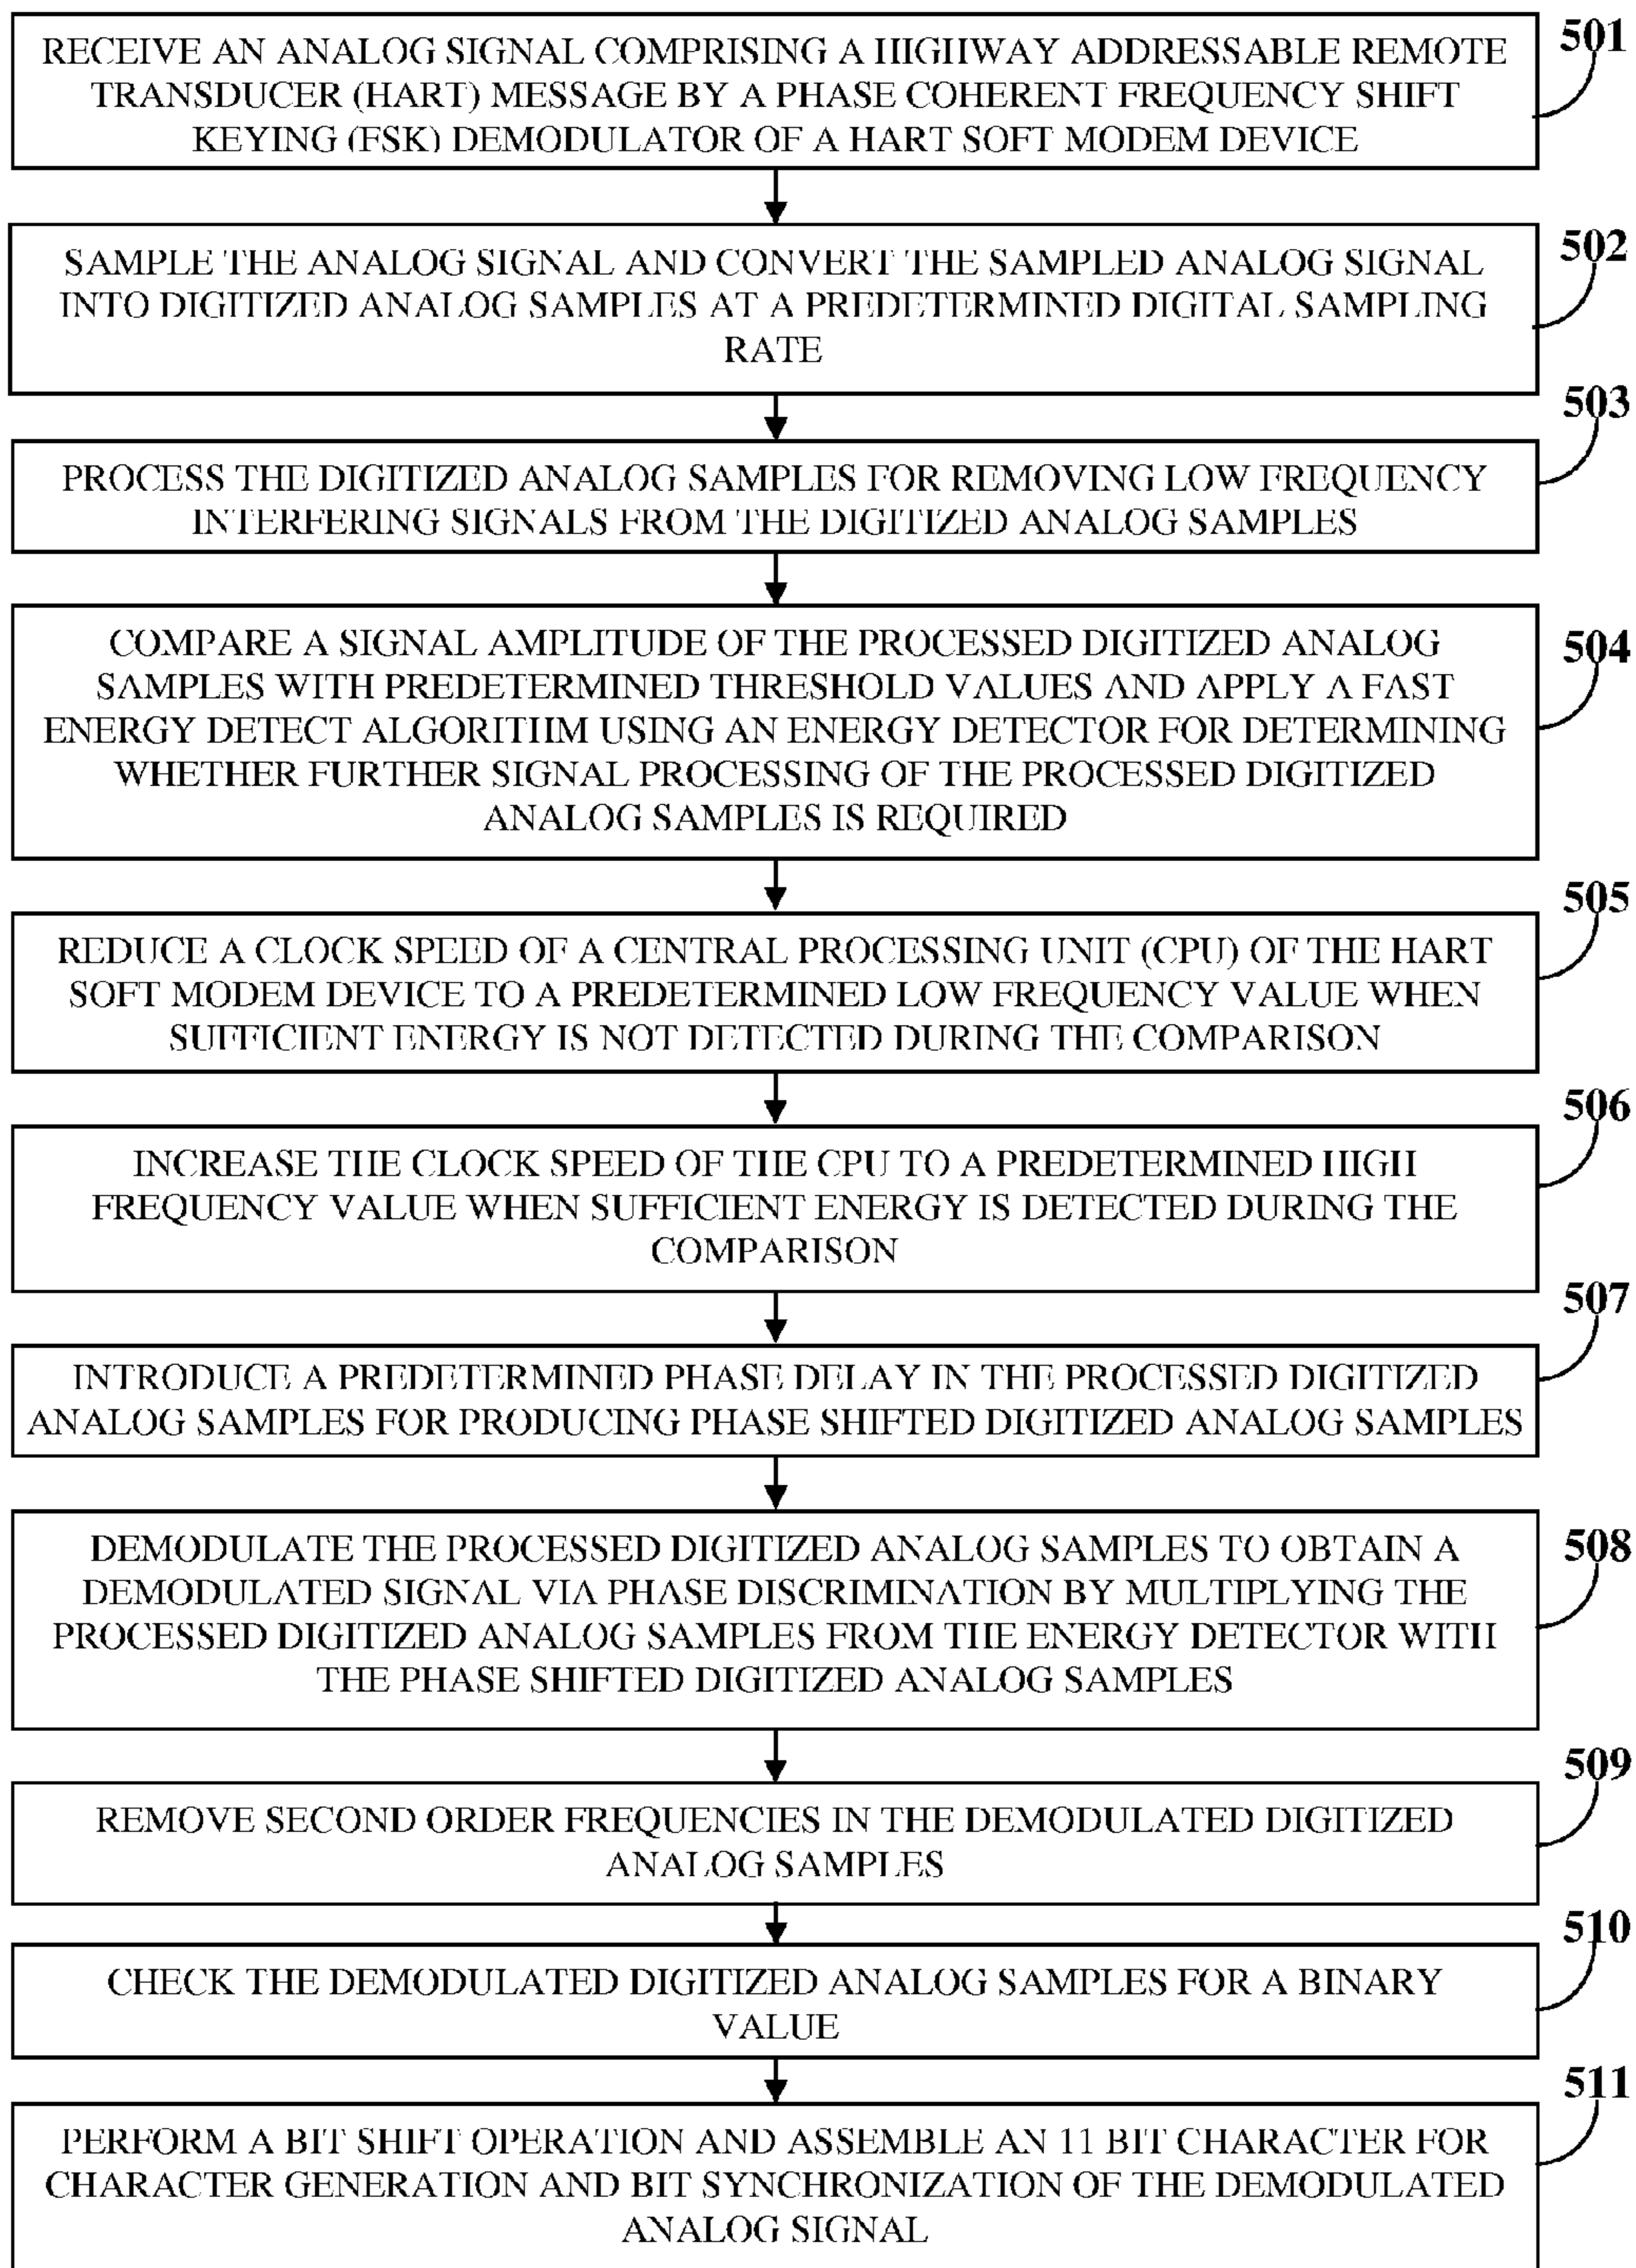 501
RECEIVE AN ANALOG SIGNAL COMPRISING A HIGHWAY ADDRESSABLE REMOTE
TRANSDUCER (HART) MESSAGE BY A PHASE COHERENT FREQUENCY SHIFT
KEYING (FSK) DEMODULATOR OF A HART SOFT MODEM DEVICE
502
SAMPLE THE ANALOG SIGNAL AND CONVERT THE SAMPLED ANALOG SIGNAL
INTO DIGITIZED ANALOG SAMPLES AT A PREDETERMINED DIGITAL SAMPLING
RATE
503
PROCESS THE DIGITIZED ANALOG SAMPLES FOR REMOVING LOW FREQUENCY
INTERFERING SIGNALS FROM THE DIGITIZED ANALOG SAMPLES
504
COMPARE A SIGNAL AMPLITUDE OF THE PROCESSED DIGITIZED ANALOG
SAMPLES WITH PREDETERMINED THRESHOLD VALUES AND APPLY A FAST
ENERGY DETECT ALGORITHM USING AN ENERGY DETECTOR FOR DETERMINING
WHETHER FURTHER SIGNAL PROCESSING OF THE PROCESSED DIGITIZED
ANALOG SAMPLES IS REQUIRED
505
REDUCE A CLOCK SPEED OF A CENTRAL PROCESSING UNIT (CPU) OF THE HART
SOFT MODEM DEVICE TO A PREDETERMINED LOW FREQUENCY VALUE WHEN
SUFFICIENT ENERGY IS NOT DETECTED DURING THE COMPARISON
506
INCREASE THE CLOCK SPEED OF THE CPU TO A PREDETERMINED HIGH
FREQUENCY VALUE WHEN SUFFICIENT ENERGY IS DETECTED DURING THE
COMPARISON
507
INTRODUCE A PREDETERMINED PHASE DELAY IN THE PROCESSED DIGITIZED
ANALOG SAMPLES FOR PRODUCING PHASE SHIFTED DIGITIZED ANALOG SAMPLES
508
DEMODULATE THE PROCESSED DIGITIZED ANALOG SAMPLES TO OBTAIN A
DEMODULATED SIGNAL VIA PHASE DISCRIMINATION BY MULTIPLYING THE
PROCESSED DIGITIZED ANALOG SAMPLES FROM THE ENERGY DETECTOR WITH
THE PHASE SHIFTED DIGITIZED ANALOG SAMPLES
509
REMOVE SECOND ORDER FREQUENCIES IN THE DEMODULATED DIGITIZED
ANALOG SAMPLES
510
CHECK THE DEMODULATED DIGITIZED ANALOG SAMPLES FOR A BINARY
VALUE
511
PERFORM A BIT SHIFT OPERATION AND ASSEMBLE AN 11 BIT CHARACTER FOR
CHARACTER GENERATION AND BIT SYNCHRONIZATION OF THE DEMODULATED
ANALOG SIGNAL